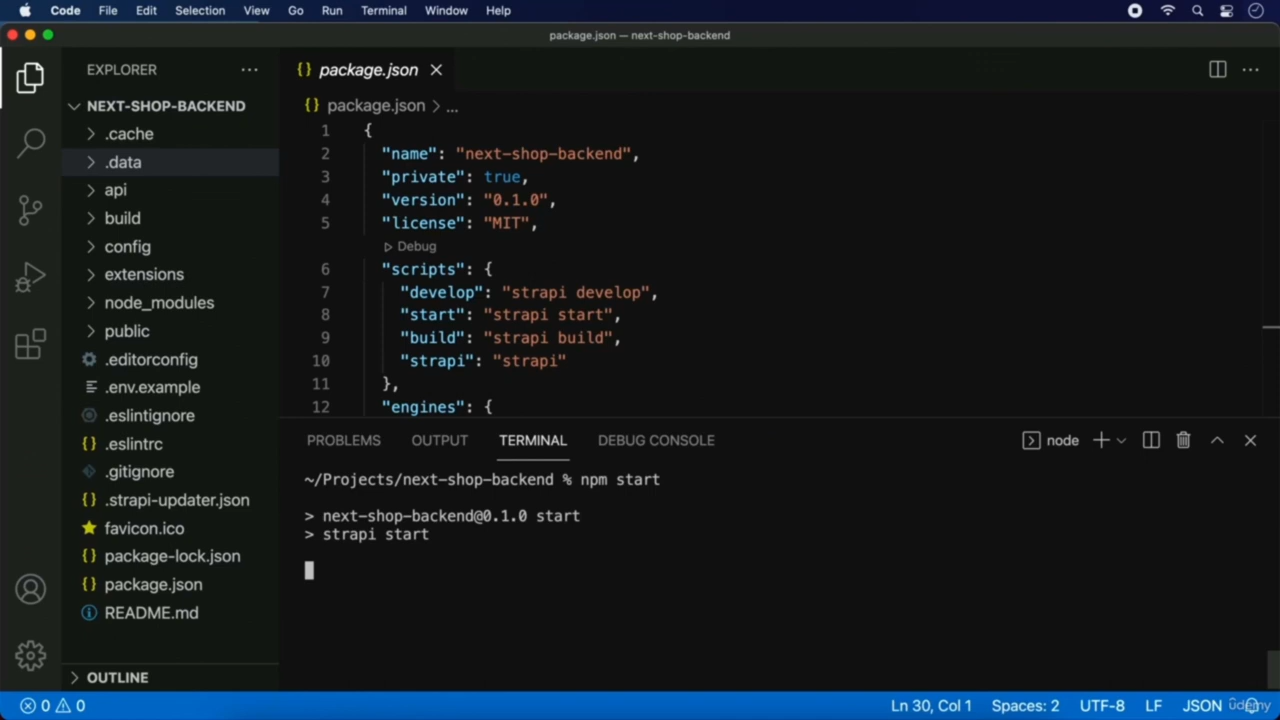 Code File Edit Selection View Go Run Terminal Window Help
package.json — next-shop-backend
EXPLORER
package.json
NEXT-SHOP-BACKEND
package.json > ...
.cache
.data
api
build
config
extensions
node_modules
public
.editorconfig
.env.example
.eslintignore
.eslintrc
.gitignore
.strapi-updater.json
favicon.ico
package-lock.json
package.json
README.md
OUTLINE
1 {
2 "name": "next-shop-backend",
3 "private": true,
4 "version": "0.1.0",
5 "license": "MIT",
Debug
6 "scripts": {
7 "develop": "strapi develop",
8 "start": "strapi start",
9 "build": "strapi build",
10 "strapi": "strapi"
11 },
12 "engines": {
PROBLEMS OUTPUT TERMINAL DEBUG CONSOLE node
~/Projects/next-shop-backend % npm start
> next-shop-backend@0.1.0 start
> strapi start
0 0 Ln 30, Col 1 Spaces: 2 UTF-8 LF JSON
udemy